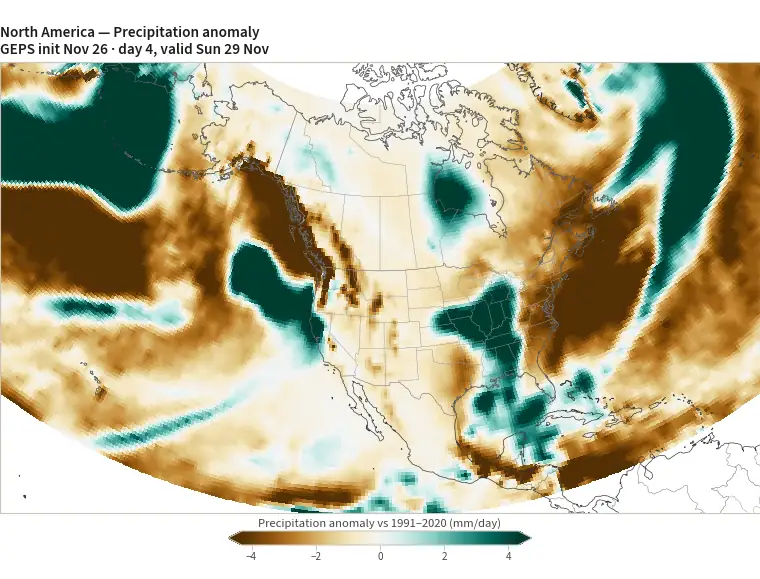 North America — Precipitation anomaly
GEPS init Nov 26 · day 4, valid Sun 29 Nov
Precipitation anomaly vs 1991–2020 (mm/day)
−4 −2 0 2 4